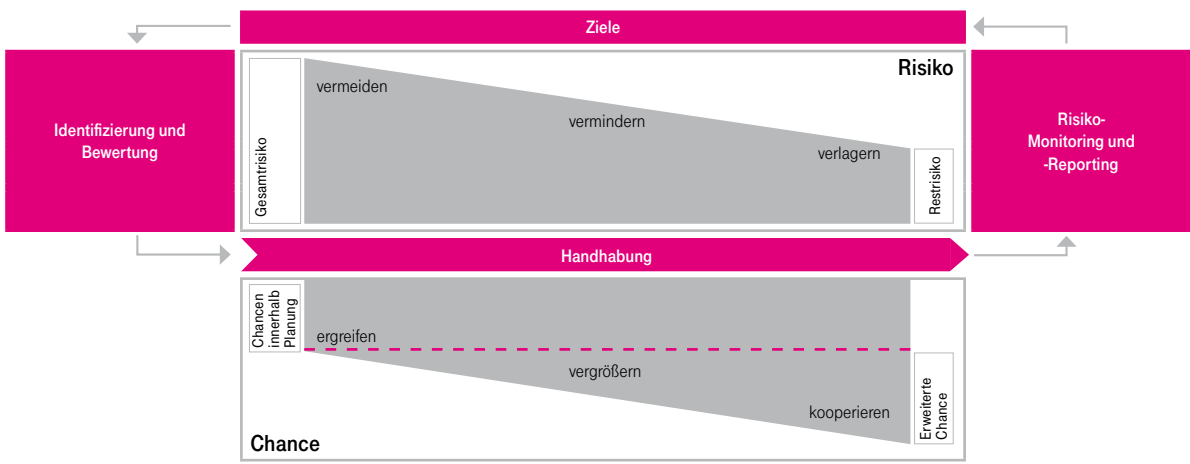 Ziele
Identifizierung und
Bewertung
Risiko
vermeiden
vermindern
verlagern
Gesamtrisiko
Restrisiko
Risiko-
Monitoring und
-Reporting
Handhabung
Chancen
innerhalb
Planung
ergreifen
vergrößern
kooperieren
Erweiterte
Chance
Chance